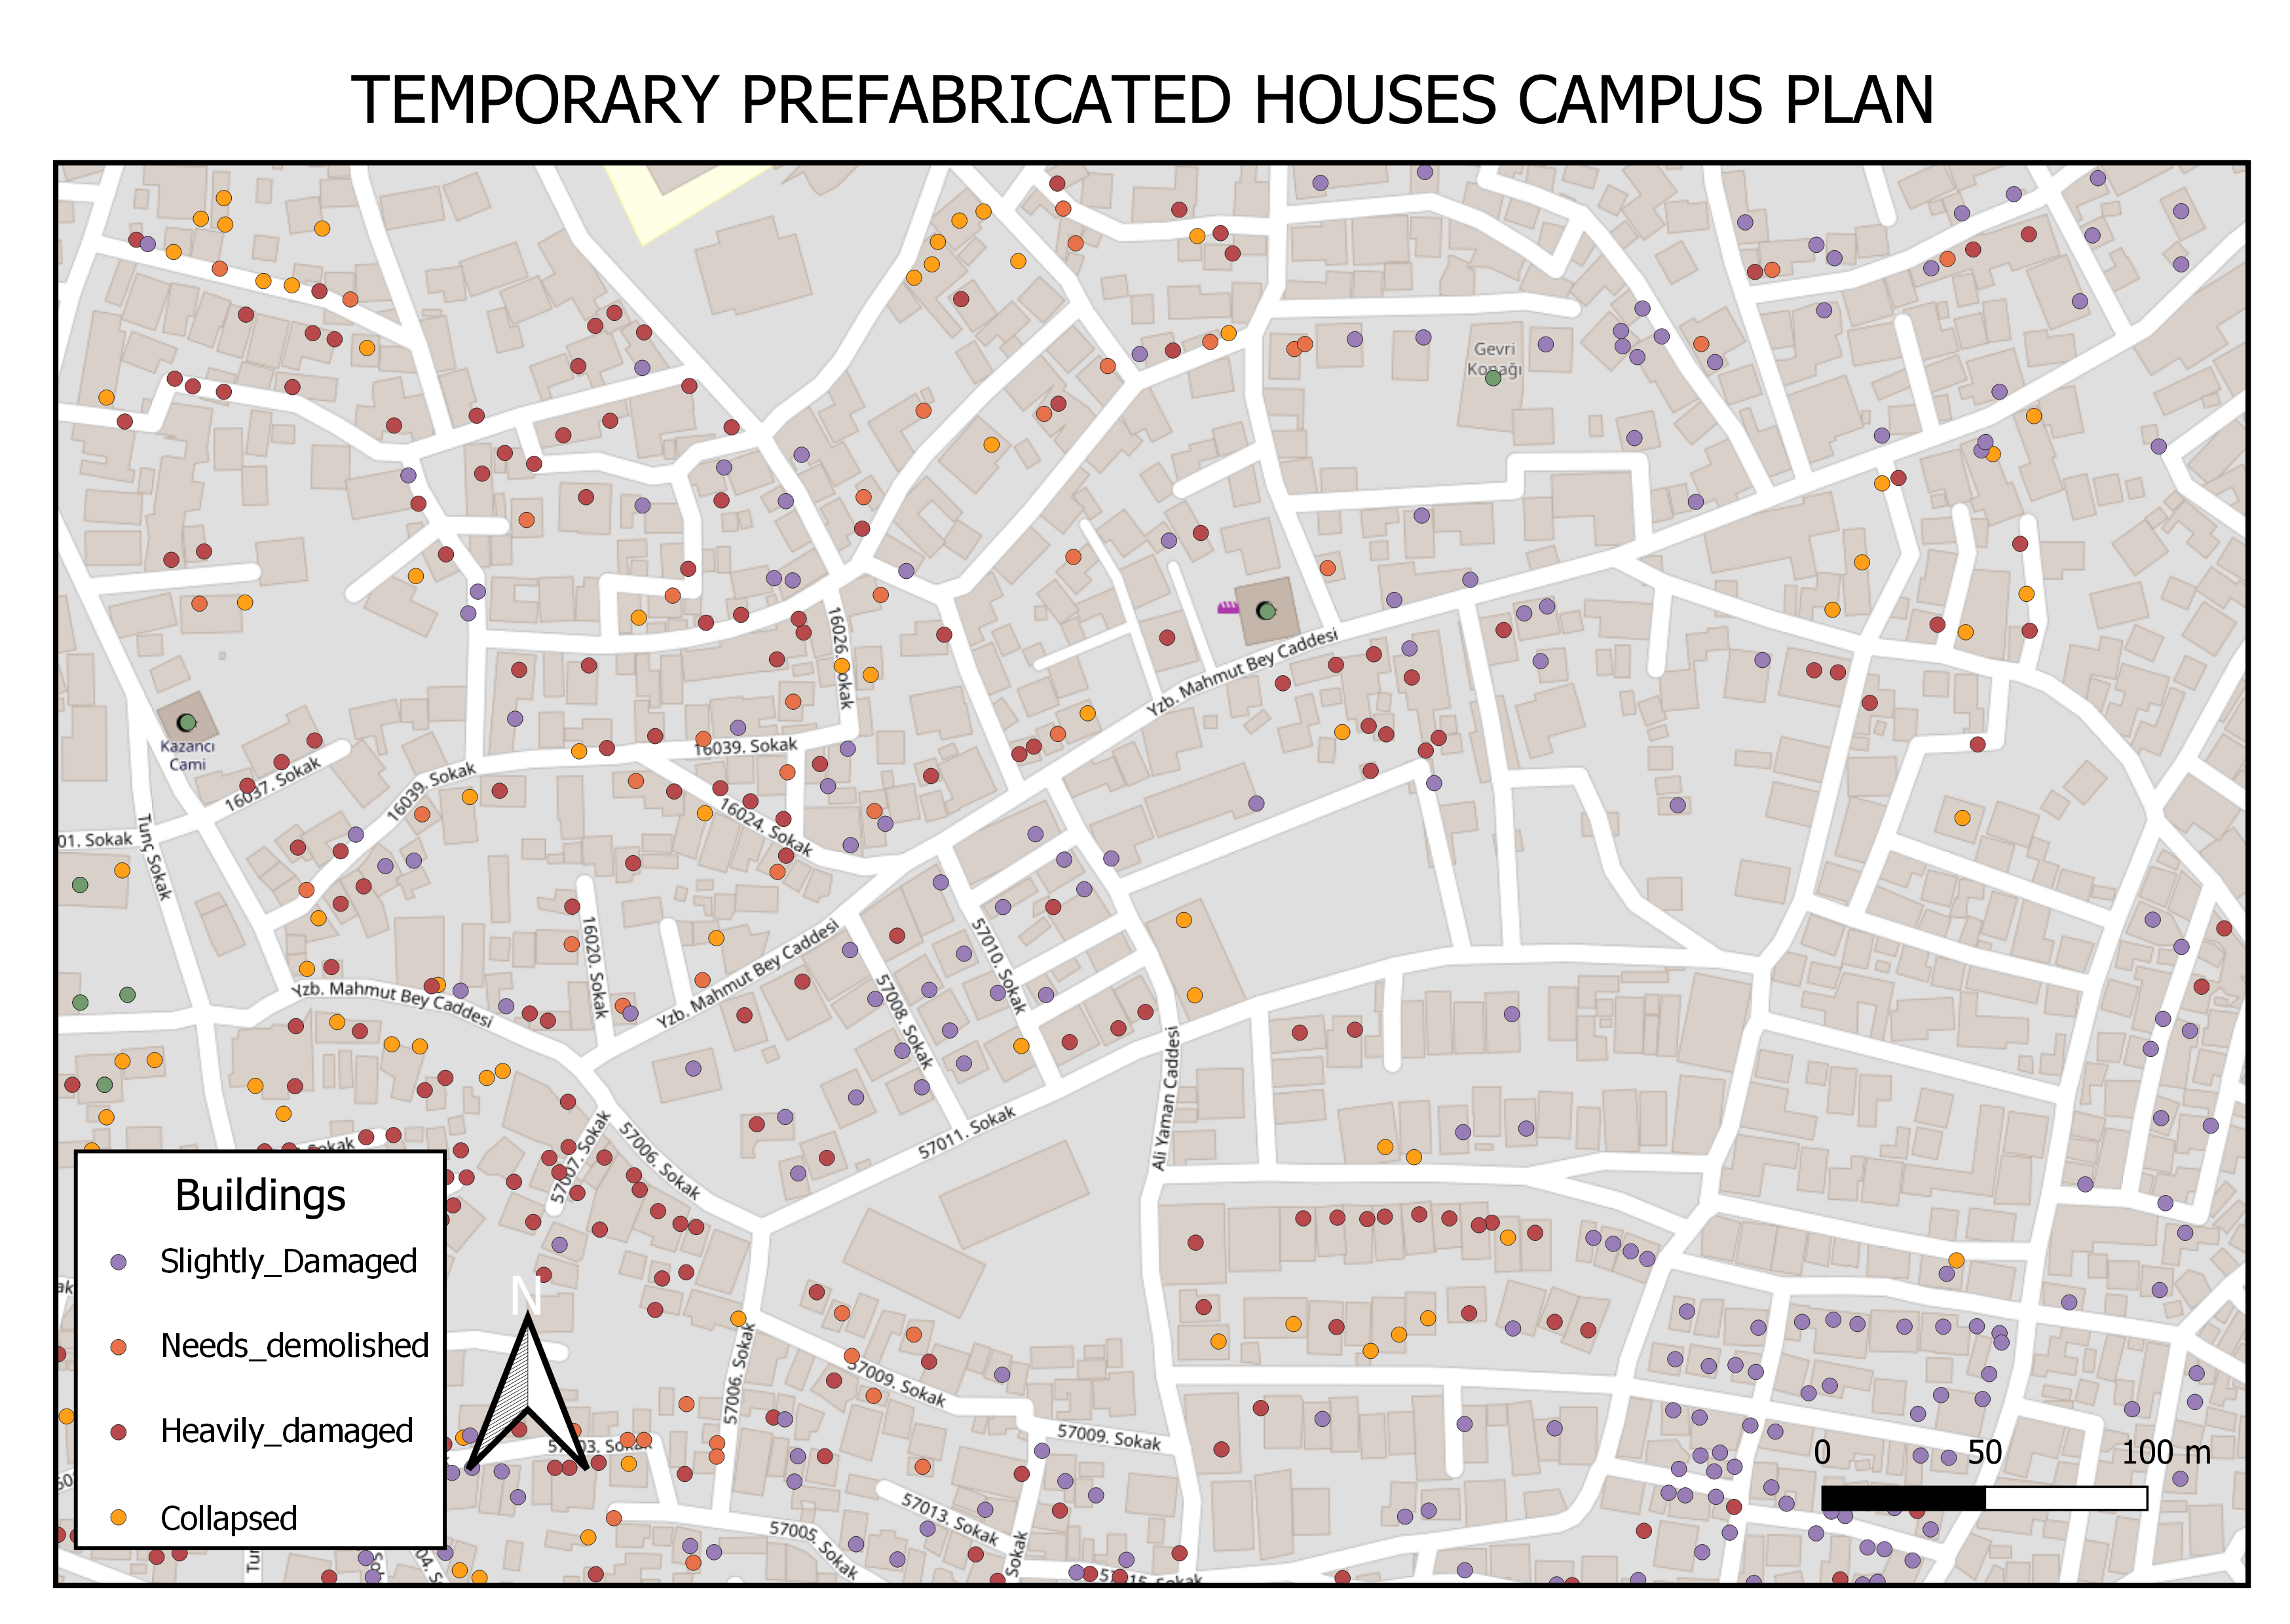 TEMPORARY PREFABRICATED HOUSES CAMPUS PLAN
Gevri
Konağı
16026. Sokak
Yzb. Mahmut Bey Caddesi
Kazancı
Cami
16037. Sokak
16039. Sokak
16039. Sokak
16024. Sokak
01. Sokak
Tunç Sokak
16020. Sokak
Yzb. Mahmut Bey Caddesi
Yzb. Mahmut Bey Caddesi
57010. Sokak
57008. Sokak
57011. Sokak
Ali Yaman Caddesi
57007. Sokak
57006. Sokak
Sokak
Buildings
Slightly_Damaged
Needs_demolished
Heavily_damaged
Collapsed
N
57006. Sokak
57009. Sokak
57009. Sokak
57013. Sokak
57005. Sokak
Sokak
0 50 100 m